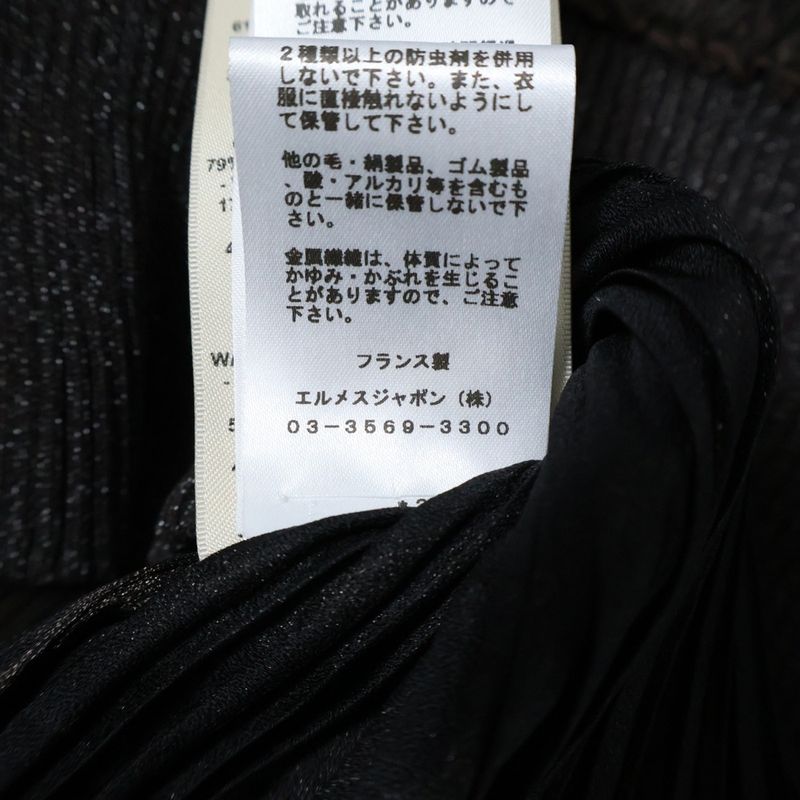 取れることがありますので
ご注意下さい。
2種類以上の防虫剤を併用
しないで下さい。また、衣
服に直接触れないようにし
て保管して下さい。
他の毛・絹製品、ゴム製品
、酸・アルカリ等を含むも
のと一緒に保管しないで下
さい。
金属繊維は、体質によって
かゆみ・かぶれを生じるこ
とがありますので、ご注意
下さい。
フランス製
エルメスジャポン（株）
03−3569−3300
79%